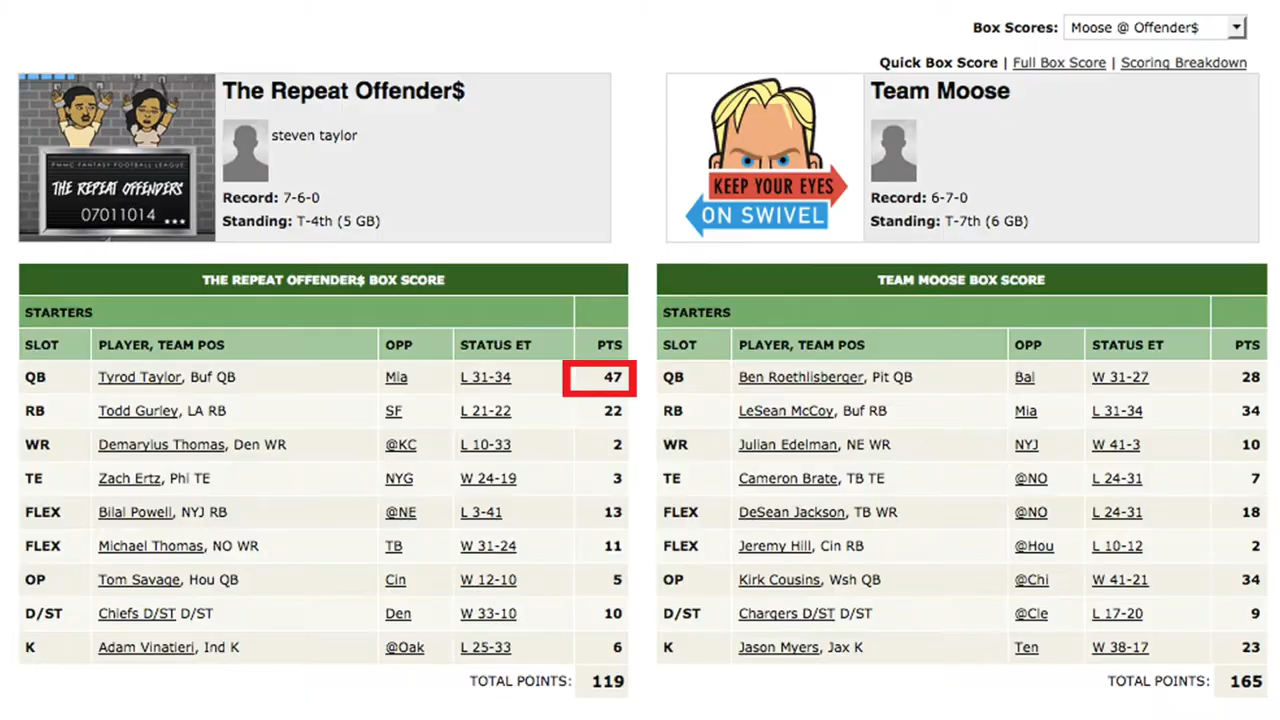 Box Scores: Moose @ Offender$
Quick Box Score | Full Box Score | Scoring Breakdown
The Repeat Offender$
steven taylor
Record: 7-6-0
Standing: T-4th (5 GB)
PMMC FANTASY FOOTBALL LEAGUE
THE REPEAT OFFENDERS
07011014 ★★★
Team Moose
Record: 6-7-0
Standing: T-7th (6 GB)
KEEP YOUR EYES
ON SWIVEL
THE REPEAT OFFENDER$ BOX SCORE
STARTERS
SLOT PLAYER, TEAM POS OPP STATUS ET PTS
QB Tyrod Taylor, Buf QB Mia L 31-34 47
RB Todd Gurley, LA RB SF L 21-22 22
WR Demaryius Thomas, Den WR @KC L 10-33 2
TE Zach Ertz, Phi TE NYG W 24-19 3
FLEX Bilal Powell, NYJ RB @NE L 3-41 13
FLEX Michael Thomas, NO WR TB W 31-24 11
OP Tom Savage, Hou QB Cin W 12-10 5
D/ST Chiefs D/ST D/ST Den W 33-10 10
K Adam Vinatieri, Ind K @Oak L 25-33 6
TOTAL POINTS: 119
TEAM MOOSE BOX SCORE
STARTERS
SLOT PLAYER, TEAM POS OPP STATUS ET PTS
QB Ben Roethlisberger, Pit QB Bal W 31-27 28
RB LeSean McCoy, Buf RB Mia L 31-34 34
WR Julian Edelman, NE WR NYJ W 41-3 10
TE Cameron Brate, TB TE @NO L 24-31 7
FLEX DeSean Jackson, TB WR @NO L 24-31 18
FLEX Jeremy Hill, Cin RB @Hou L 10-12 2
OP Kirk Cousins, Wsh QB @Chi W 41-21 34
D/ST Chargers D/ST D/ST @Cle L 17-20 9
K Jason Myers, Jax K Ten W 38-17 23
TOTAL POINTS: 165